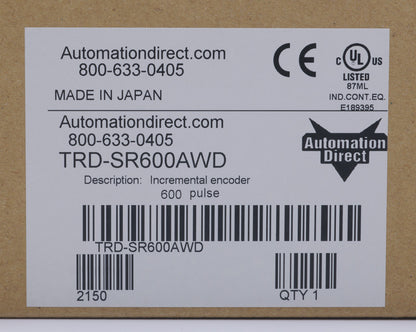 Automationdirect.com
800-633-0405
MADE IN JAPAN
CE
C UL US
LISTED
87ML
IND.CONT.EQ.
E189395
Automationdirect.com
800-633-0405
TRD-SR600AWD
Description: Incremental encoder
600 pulse
Automation
Direct
TRD-SR600AWD
2150
QTY 1